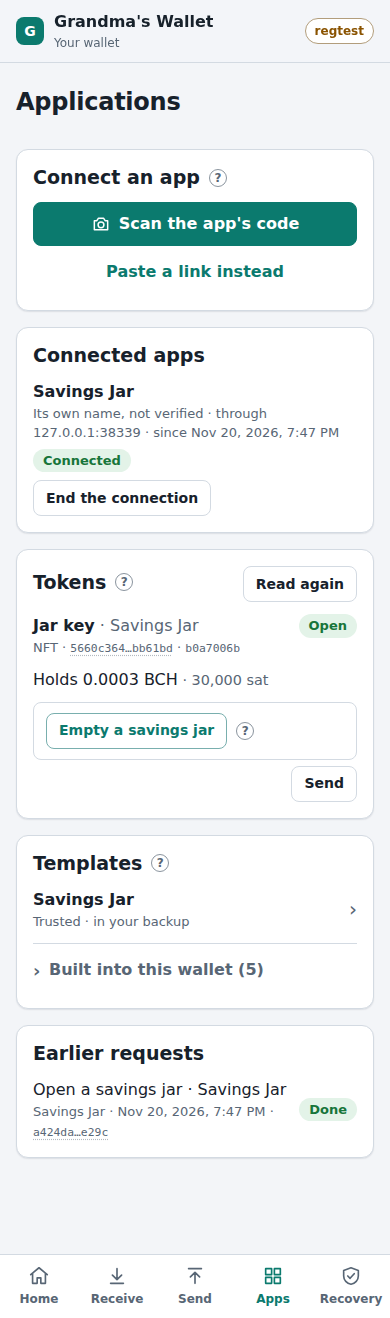 G
Grandma's Wallet
Your wallet
regtest
Applications
Connect an app ?
Scan the app's code
Paste a link instead
Connected apps
Savings Jar
Its own name, not verified · through
127.0.0.1:38339 · since Nov 20, 2026, 7:47 PM
Connected
End the connection
Tokens ?
Read again
Jar key · Savings Jar
Open
NFT · 5660c364…bb61bd · b0a7006b
Holds 0.0003 BCH · 30,000 sat
Empty a savings jar ?
Send
Templates ?
Savings Jar
Trusted · in your backup
›
› Built into this wallet (5)
Earlier requests
Open a savings jar · Savings Jar
Savings Jar · Nov 20, 2026, 7:47 PM ·
a424da…e29c
Done
Home Receive Send Apps Recovery